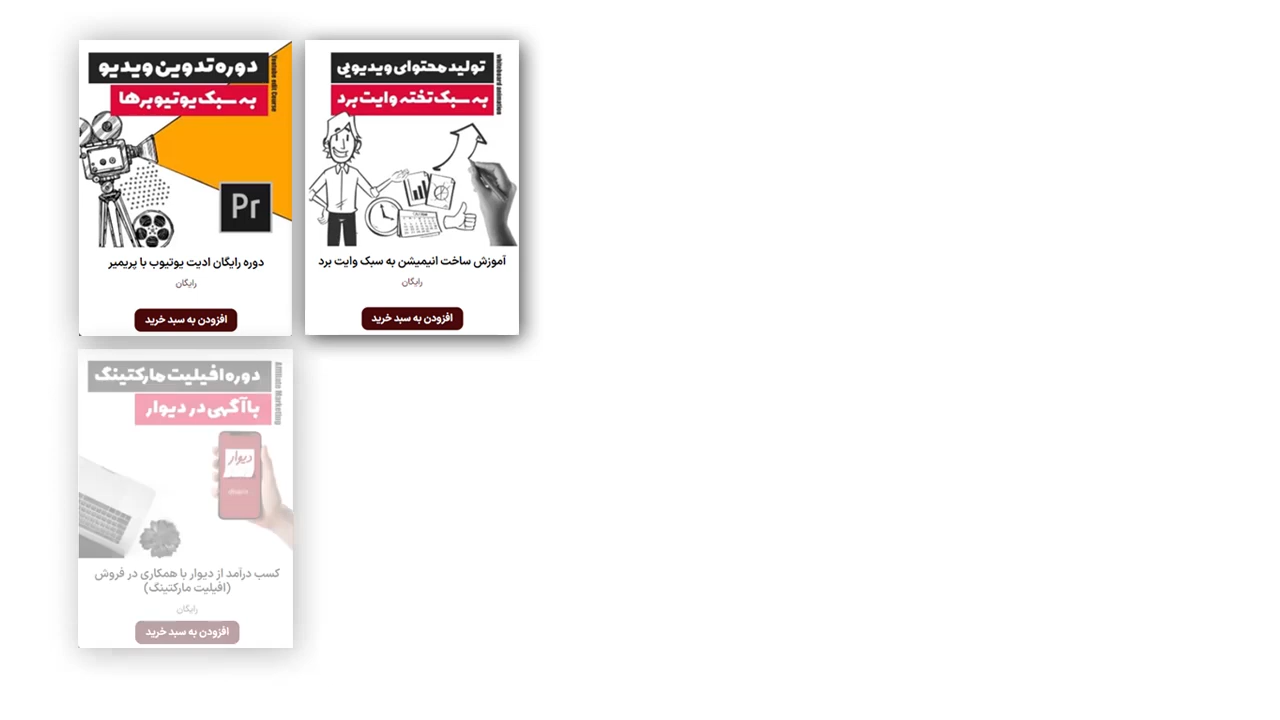 تولید محتوای ویدیویی
به سبک تخته وایت برد
whiteboard animation
آموزش ساخت انیمیشن به سبک وایت برد
رایگان
افزودن به سبد خرید
دوره تدوین ویدیو
به سبک یوتیوبرها
Youtube edit Course
Pr
دوره رایگان ادیت یوتیوب با پریمیر
رایگان
افزودن به سبد خرید
دوره افیلیت مارکتینگ
با آگهی در دیوار
Affiliate Marketing
دیوار
کسب درآمد از دیوار با همکاری در فروش
(افیلیت مارکتینگ)
رایگان
افزودن به سبد خرید